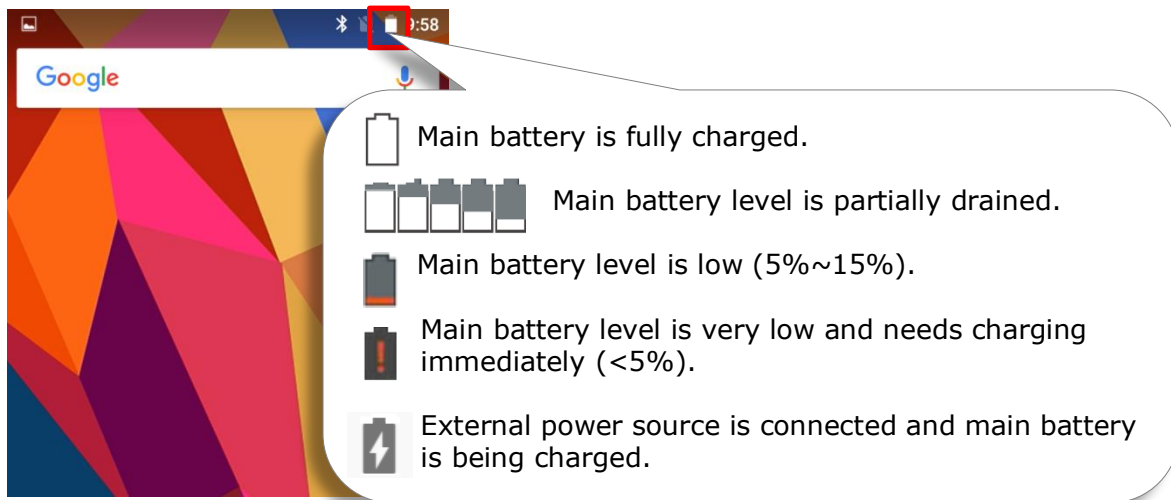 9:58
Google
Main battery is fully charged.
Main battery level is partially drained.
Main battery level is low (5%~15%).
Main battery level is very low and needs charging
immediately (<5%).
External power source is connected and main battery
is being charged.